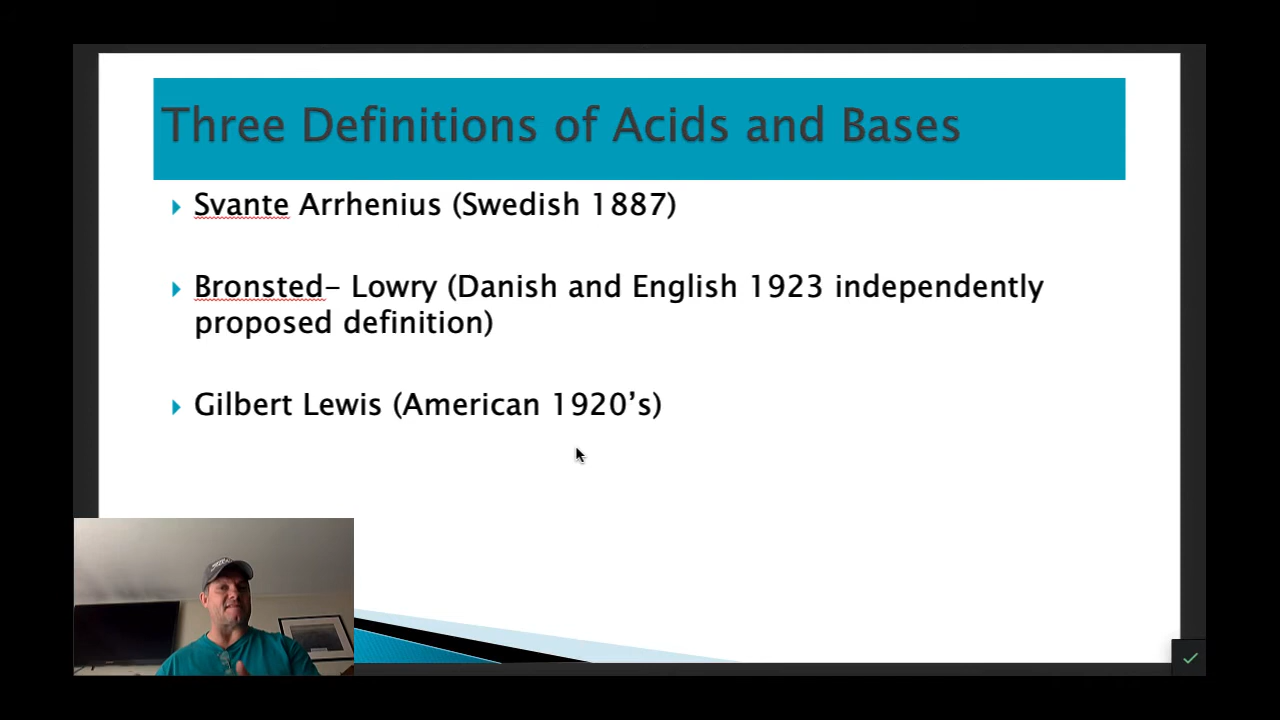 Three Definitions of Acids and Bases
Svante Arrhenius (Swedish 1887)
Bronsted- Lowry (Danish and English 1923 independently
proposed definition)
Gilbert Lewis (American 1920’s)